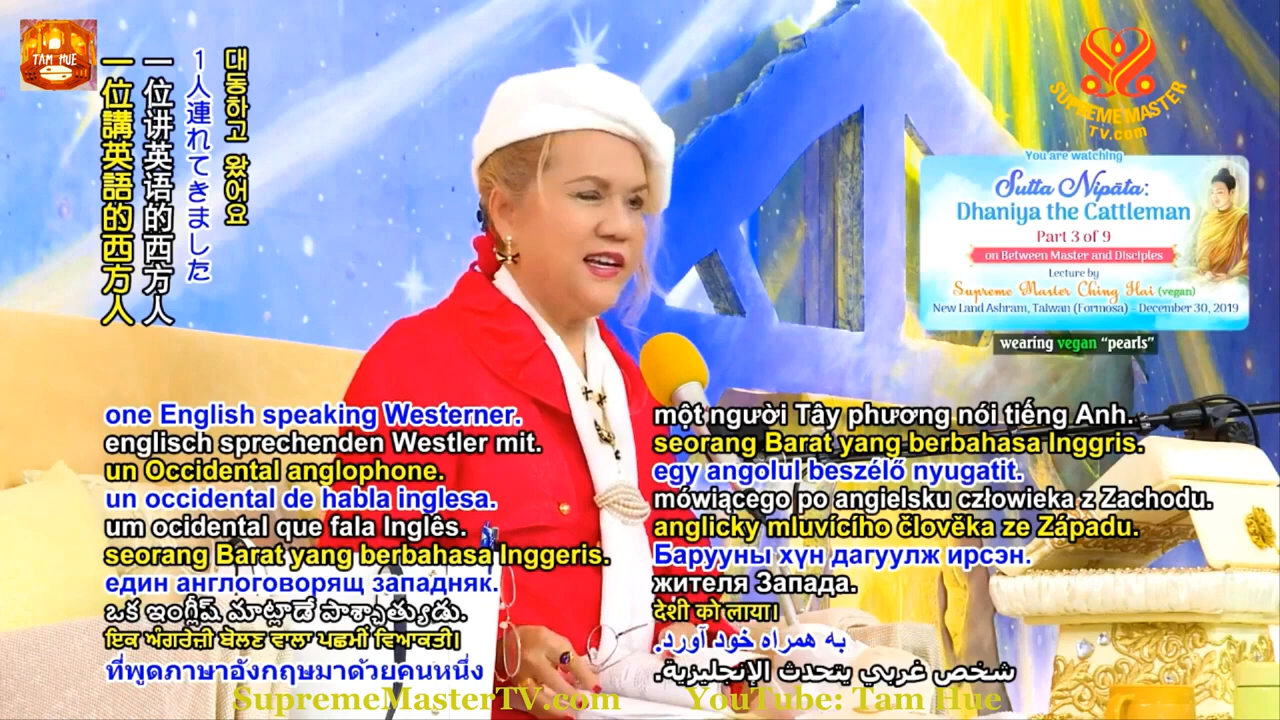 TAM HUE
대동하고 왔어요
1人連れてきました
一位讲英语的西方人
一位講英語的西方人
SUPREME MASTER
TV.com
You are watching
Sutta Nipāta:
Dhaniya the Cattleman
Part 3 of 9
on Between Master and Disciples
Lecture by
Supreme Master Ching Hai (vegan)
New Land Ashram, Taiwan (Formosa) - December 30, 2019
wearing vegan “pearls”
one English speaking Westerner.
englisch sprechenden Westler mit.
un Occidental anglophone.
un occidental de habla inglesa.
um ocidental que fala Inglês.
seorang Barat yang berbahasa Inggeris.
един англоговорящ западняк.
ఒక ఇంగ్లీష్ మాట్లాడే పాశ్చాత్యుడు.
ਇਕ ਅੰਗਰੇਜ਼ੀ ਬੋਲਣ ਵਾਲਾ ਪਛਮੀ ਵਿਆਕਤੀ|
ที่พูดภาษาอังกฤษมาด้วยคนหนึ่ง
một người Tây phương nói tiếng Anh.
seorang Barat yang berbahasa Inggris.
egy angolul beszélő nyugatit.
mówiącego po angielsku człowieka z Zachodu.
anglicky mluvícího člověka ze Západu.
Барууны хүн дагуулж ирсэн.
жителя Запада.
देशी को लाया।
به همراه خود آورد.
شخص غربي يتحدث الإنجليزية.
SupremeMasterTV.com
YouTube: Tam Hue